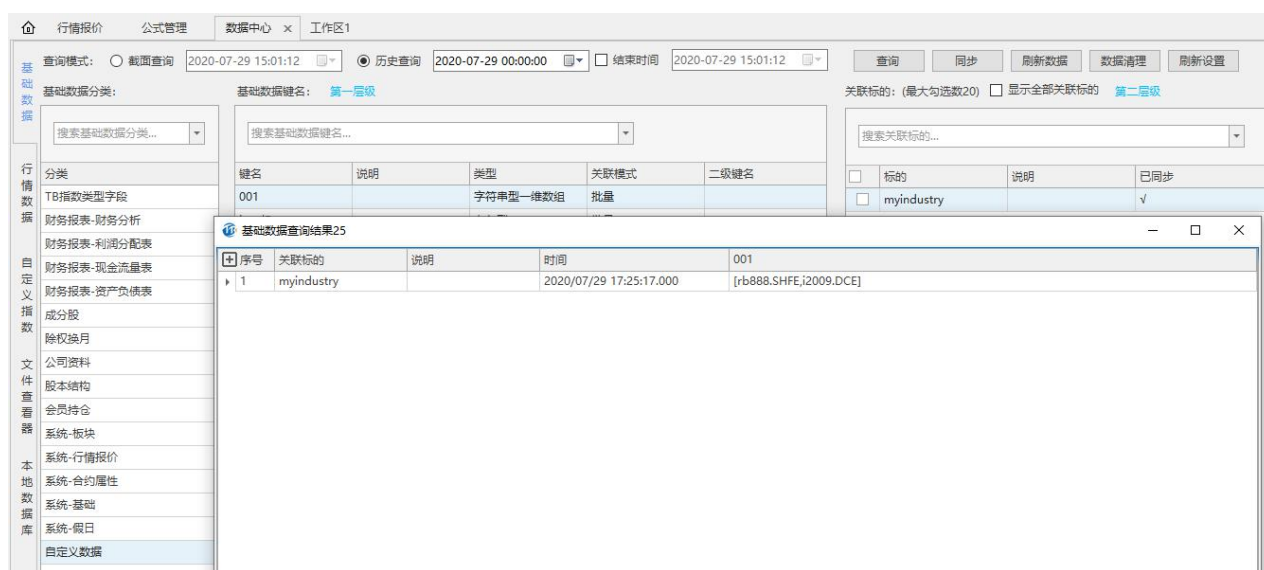 行情报价 公式管理 数据中心 × 工作区1
基础数据
行情数据
自定义指数
文件查看器
本地数据库
查询模式: 截面查询 2020-07-29 15:01:12 历史查询 2020-07-29 00:00:00 结束时间 2020-07-29 15:01:12 查询 同步 刷新数据 数据清理 刷新设置
基础数据分类: 基础数据键名: 第一层级 关联标的: (最大勾选数20) 显示全部关联标的 第二层级
搜索基础数据分类... 搜索基础数据键名... 搜索关联标的...
分类 键名 说明 类型 关联模式 二级键名 标的 说明 已同步
TB指数类型字段 001 字符串型一维数组 批量 myindustry √
财务报表-财务分析
财务报表-利润分配表
财务报表-现金流量表
财务报表-资产负债表
成分股
除权换月
公司资料
股本结构
会员持仓
系统-板块
系统-行情报价
系统-合约属性
系统-基础
系统-假日
自定义数据
基础数据查询结果25
序号 关联标的 说明 时间 001
1 myindustry 2020/07/29 17:25:17.000 [rb888.SHFE,i2009.DCE]